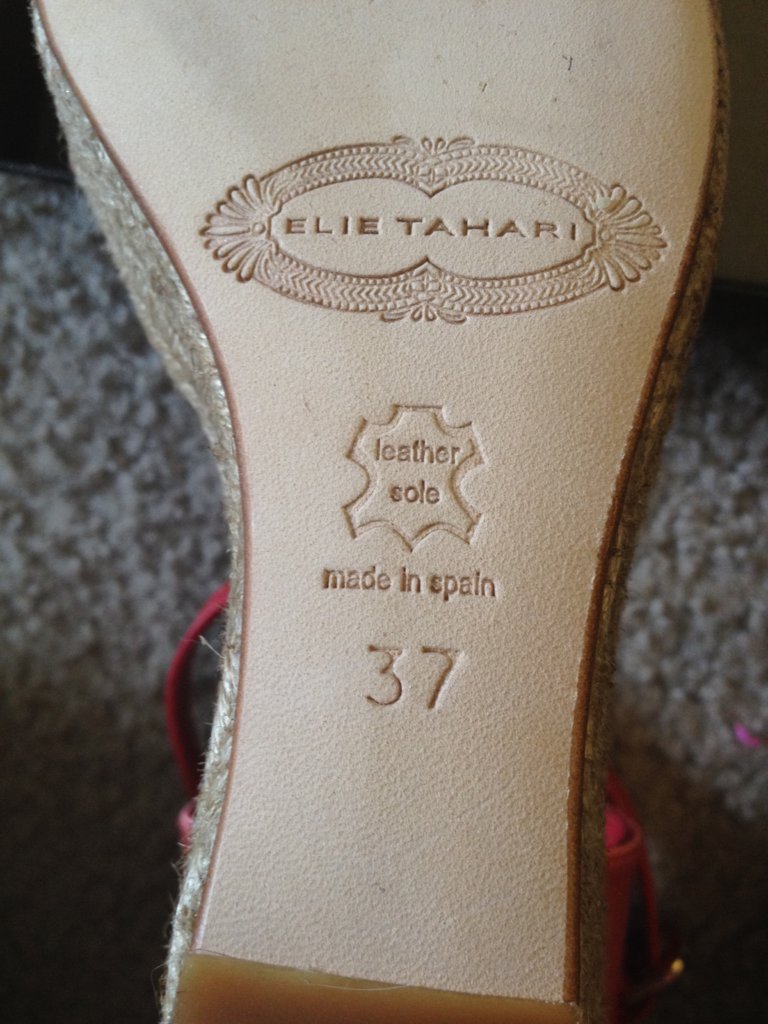 ELIE TAHARI
leather
sole
made in spain
37